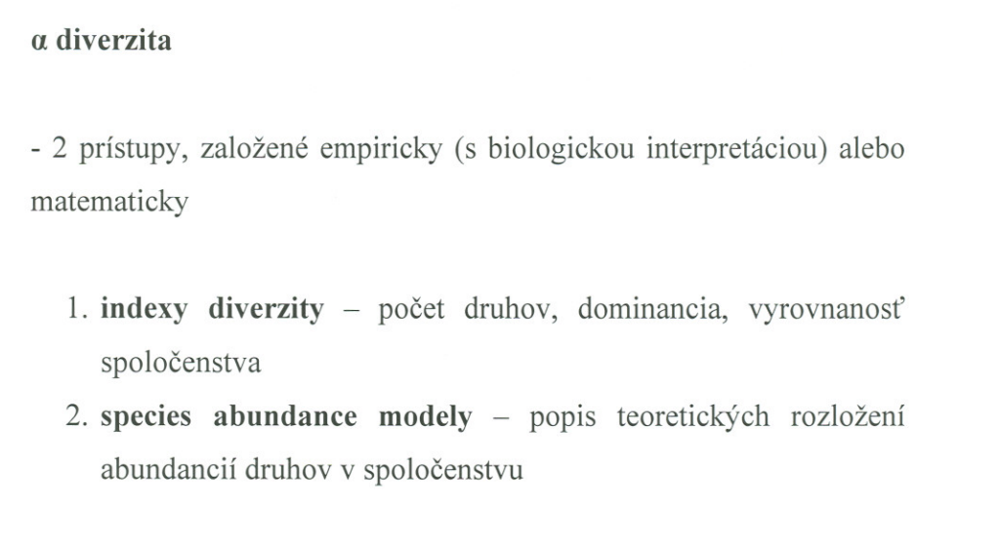 α diverzita
- 2 prístupy, založené empiricky (s biologickou interpretáciou) alebo
matematicky
1. indexy diverzity – počet druhov, dominancia, vyrovnanosť
spoločenstva
2. species abundance modely – popis teoretických rozložení
abundancií druhov v spoločenstvu